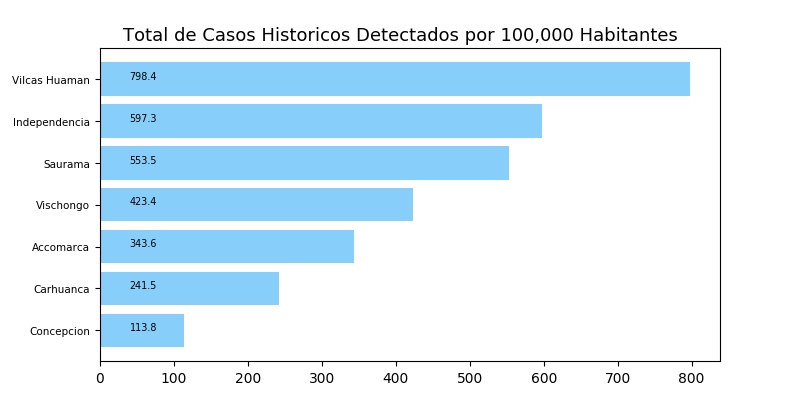 Total de Casos Historicos Detectados por 100,000 Habitantes
Vilcas Huaman 798.4
Independencia 597.3
Saurama 553.5
Vischongo 423.4
Accomarca 343.6
Carhuanca 241.5
Concepcion 113.8
0 100 200 300 400 500 600 700 800